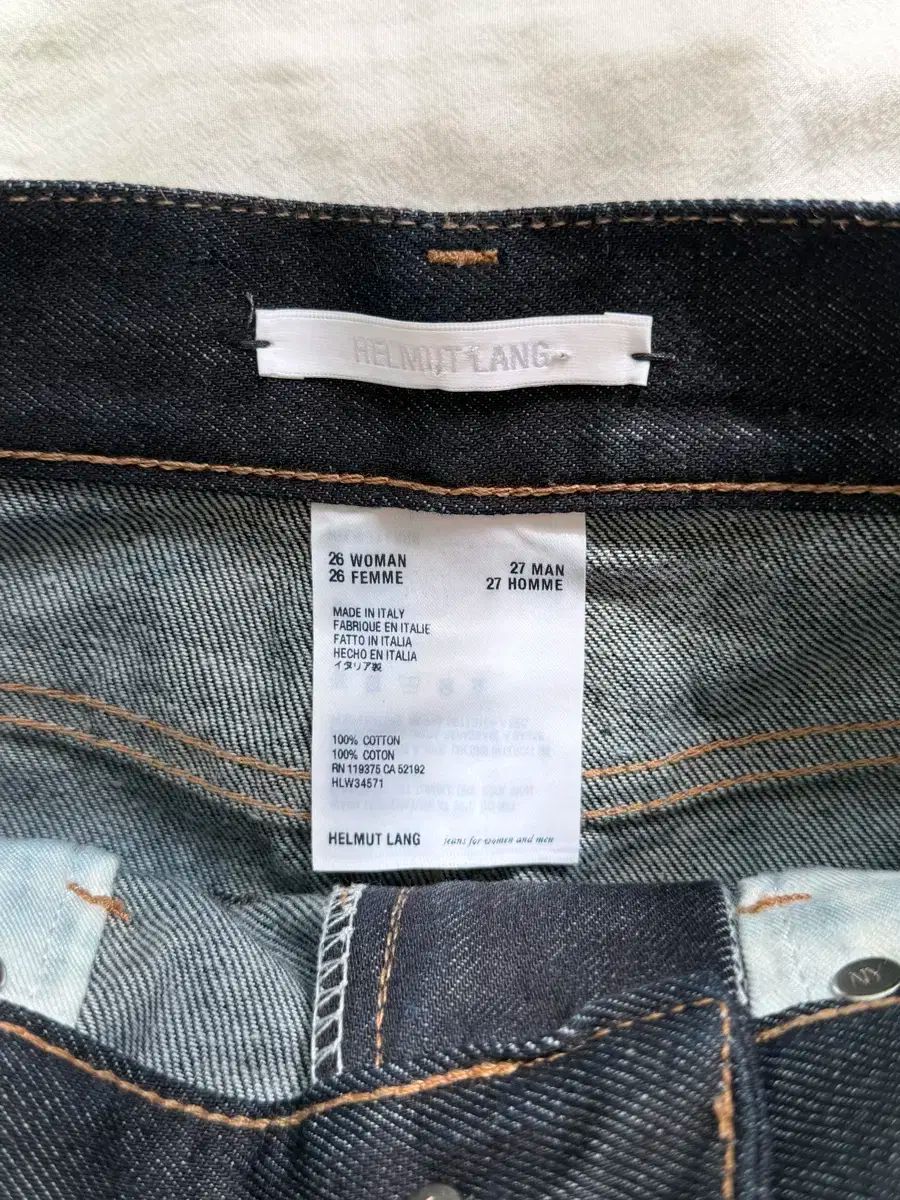 HELMUT LANG
26 WOMAN
26 FEMME
27 MAN
27 HOMME
MADE IN ITALY
FABRIQUE EN ITALIE
FATTO IN ITALIA
HECHO EN ITALIA
イタリア製
100% COTTON
100% COTON
RN 119375 CA 52192
HLW34571
HELMUT LANG jeans for women and men
NY